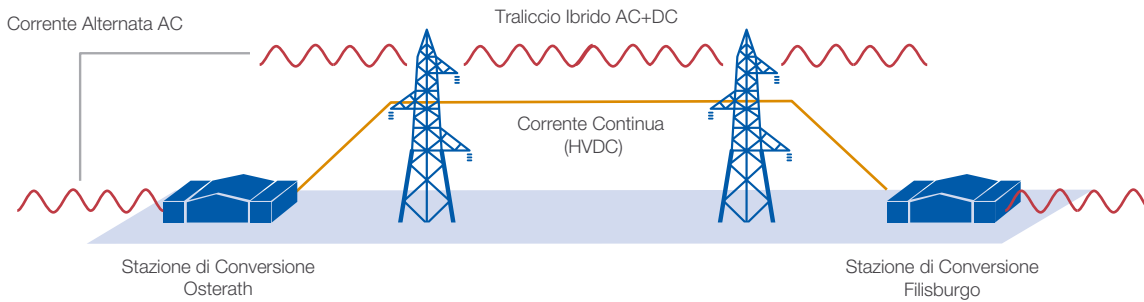 Traliccio Ibrido AC+DC
Corrente Alternata AC
Corrente Continua
(HVDC)
Stazione di Conversione
Osterath
Stazione di Conversione
Filisburgo